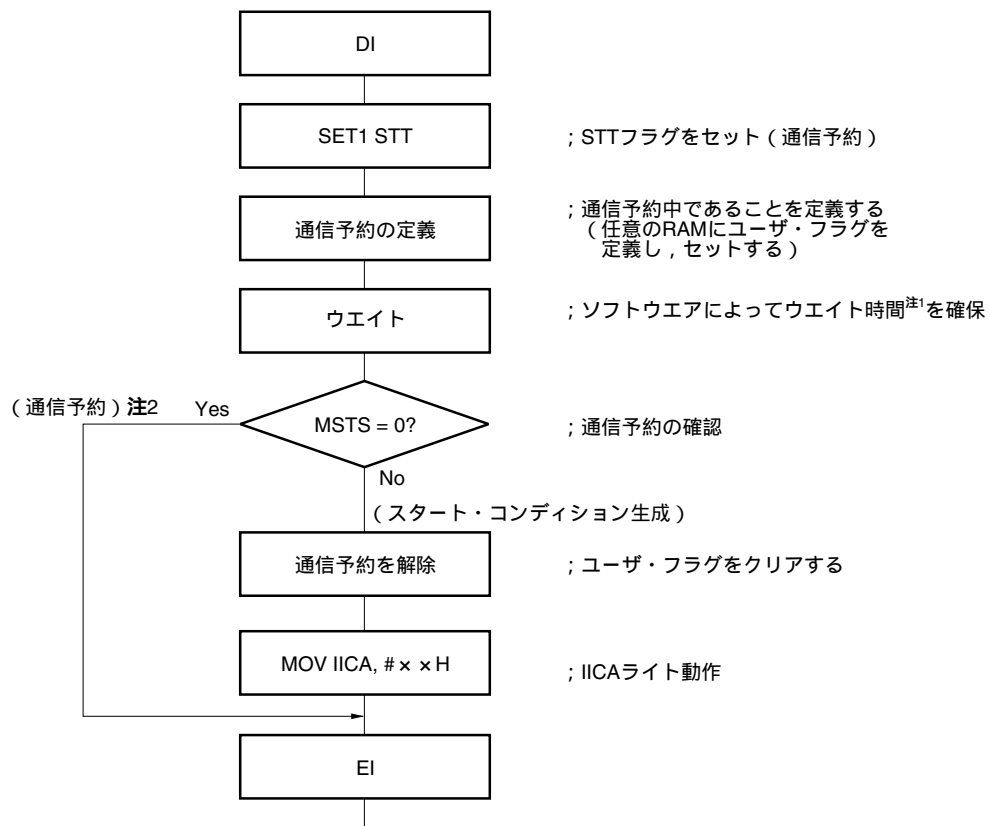 DI
SET1 STT
；STTフラグをセット（通信予約）
通信予約の定義
；通信予約中であることを定義する
（任意のRAMにユーザ・フラグを
定義し，セットする）
ウエイト
；ソフトウエアによってウエイト時間注1を確保
（通信予約）注2 Yes
MSTS = 0?
；通信予約の確認
No
（スタート・コンディション生成）
通信予約を解除
；ユーザ・フラグをクリアする
MOV IICA, #××H
；IICAライト動作
EI